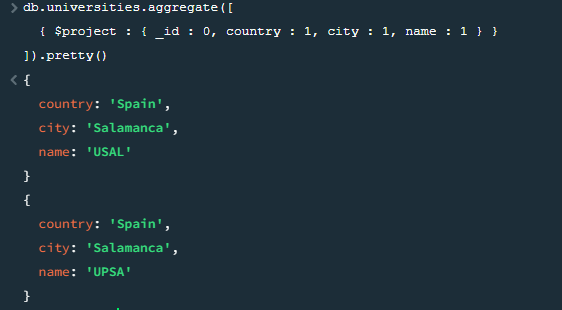 > db.universities.aggregate([
{ $project : { _id : 0, country : 1, city : 1, name : 1 } }
]).pretty()
< {
country: 'Spain',
city: 'Salamanca',
name: 'USAL'
}
{
country: 'Spain',
city: 'Salamanca',
name: 'UPSA'
}